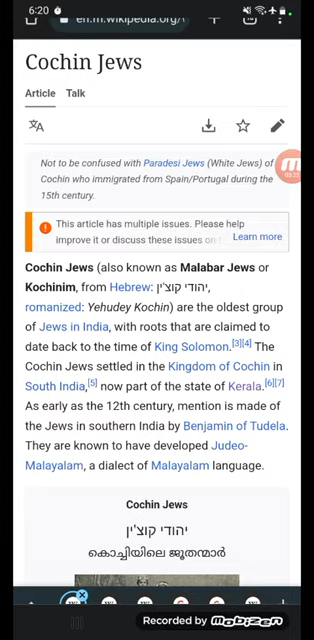 6:20
en.m.wikipedia.org/
Cochin Jews
Article Talk
Not to be confused with Paradesi Jews (White Jews) of
Cochin who immigrated from Spain/Portugal during the
15th century.
This article has multiple issues. Please help
improve it or discuss these issues on
Learn more
Cochin Jews (also known as Malabar Jews or
Kochinim, from Hebrew: יהודי קוצ'ין,
romanized: Yehudey Kochin) are the oldest group
of Jews in India, with roots that are claimed to
date back to the time of King Solomon.[3][4] The
Cochin Jews settled in the Kingdom of Cochin in
South India,[5] now part of the state of Kerala.[6][7]
As early as the 12th century, mention is made of
the Jews in southern India by Benjamin of Tudela.
They are known to have developed Judeo-
Malayalam, a dialect of Malayalam language.
Cochin Jews
יהודי קוצ'ין
കൊച്ചിയിലെ ജൂതന്മാർ
Recorded by mobizen